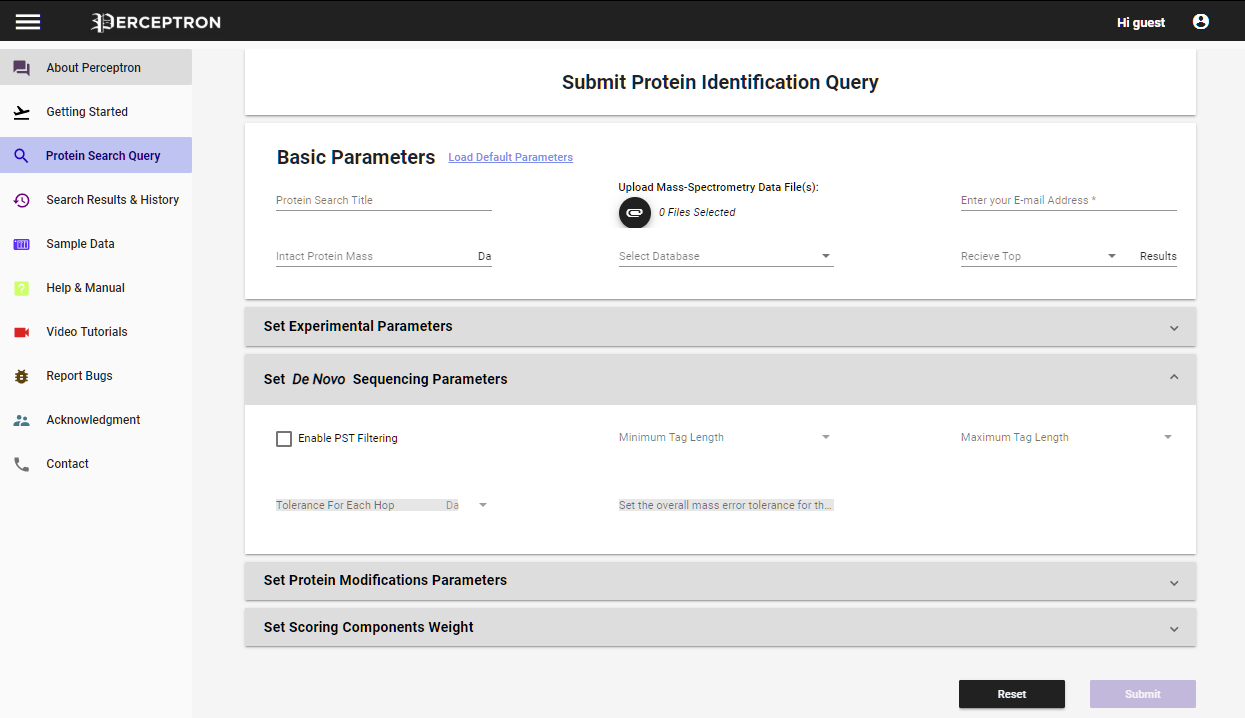 PERCEPTRON
Hi guest
About Perceptron
Getting Started
Protein Search Query
Search Results & History
Sample Data
Help & Manual
Video Tutorials
Report Bugs
Acknowledgment
Contact
Submit Protein Identification Query
Basic Parameters Load Default Parameters
Upload Mass-Spectrometry Data File(s):
Protein Search Title 0 Files Selected Enter your E-mail Address *
Intact Protein Mass Da Select Database Recieve Top Results
Set Experimental Parameters
Set De Novo Sequencing Parameters
Enable PST Filtering Minimum Tag Length Maximum Tag Length
Tolerance For Each Hop Da Set the overall mass error tolerance for th...
Set Protein Modifications Parameters
Set Scoring Components Weight
Reset Submit